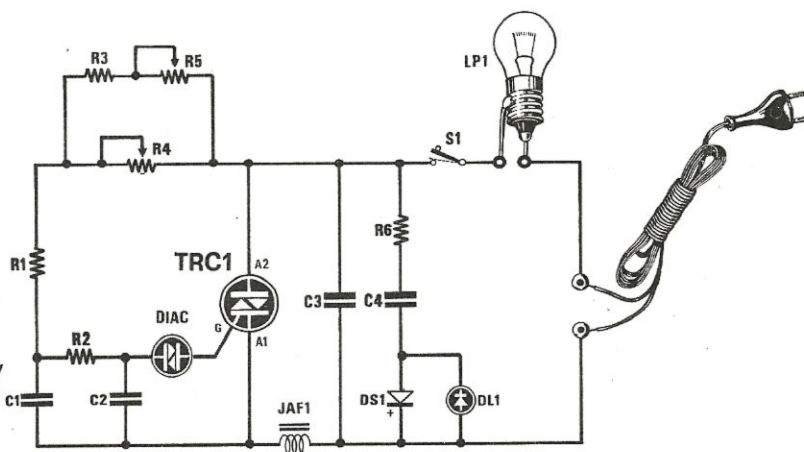 R3
R5
LP1
R4
S1
R1
R6
TRC1
A2
DIAC
G
C3
C4
R2
A1
C1
C2
JAF1
DS1
+
DL1